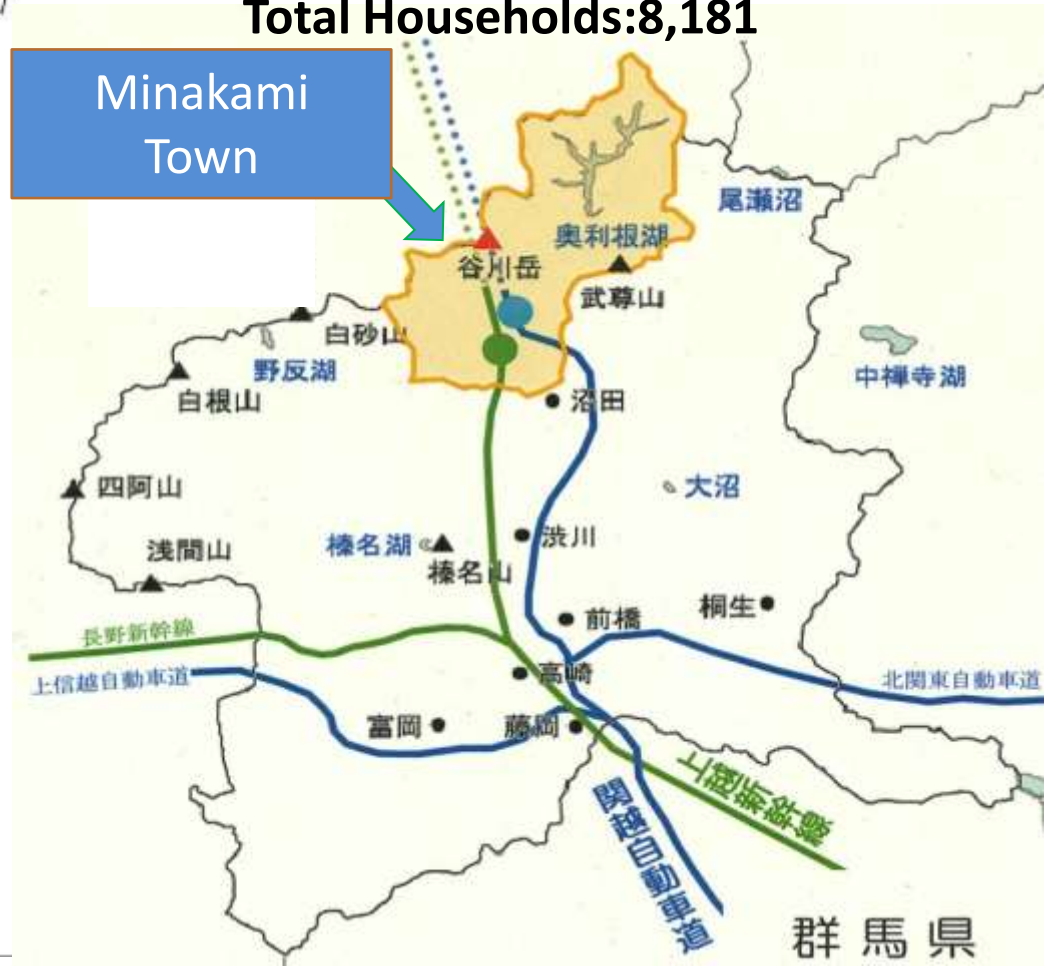 Total Households:8,181
Minakami
Town
尾瀬沼
奥利根湖
谷川岳
武尊山
白砂山
野反湖
中禅寺湖
白根山
沼田
四阿山
大沼
渋川
榛名湖
浅間山
榛名山
桐生
前橋
長野新幹線
高崎
上信越自動車道
北関東自動車道
富岡
藤岡
上越新幹線
関越自動車道
群馬県